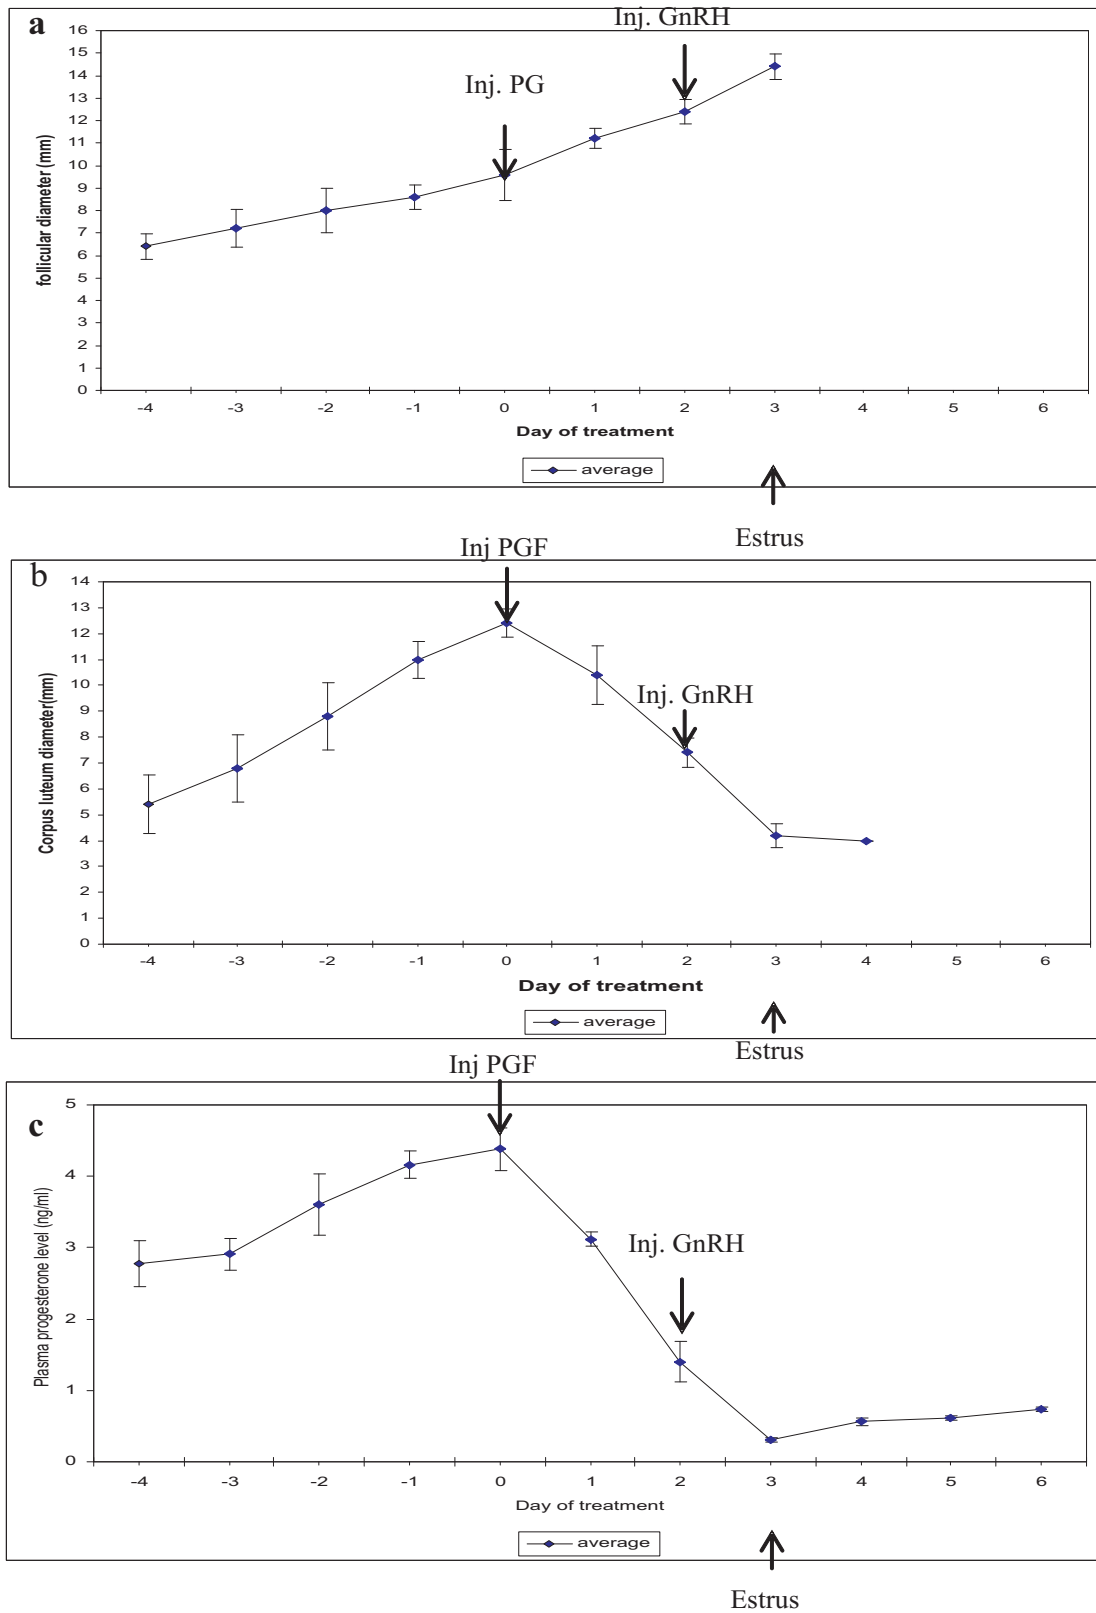 Inj. GnRH
a
16
15
14
13
12
11
10
9
8
7
6
5
4
3
2
1
0
follicular diameter (mm)
Inj. PG
-4 -3 -2 -1 0 1 2 3 4 5 6
Day of treatment
average
Estrus
Inj PGF
b
14
13
12
11
10
9
8
7
6
5
4
3
2
1
0
Corpus luteum diameter(mm)
Inj. GnRH
-4 -3 -2 -1 0 1 2 3 4 5 6
Day of treatment
average
Estrus
Inj PGF
c
5
4
3
2
1
0
Plasma progesterone level (ng/ml)
Inj. GnRH
-4 -3 -2 -1 0 1 2 3 4 5 6
Day of treatment
average
Estrus